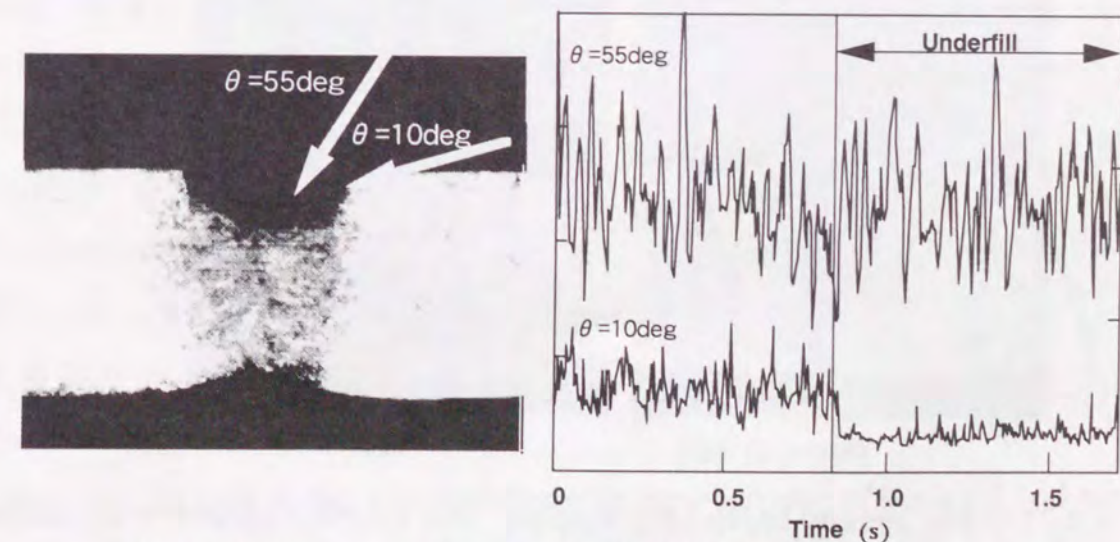 θ=55deg
θ=10deg
θ=55deg
Underfill
θ=10deg
0 0.5 1.0 1.5
Time (s)